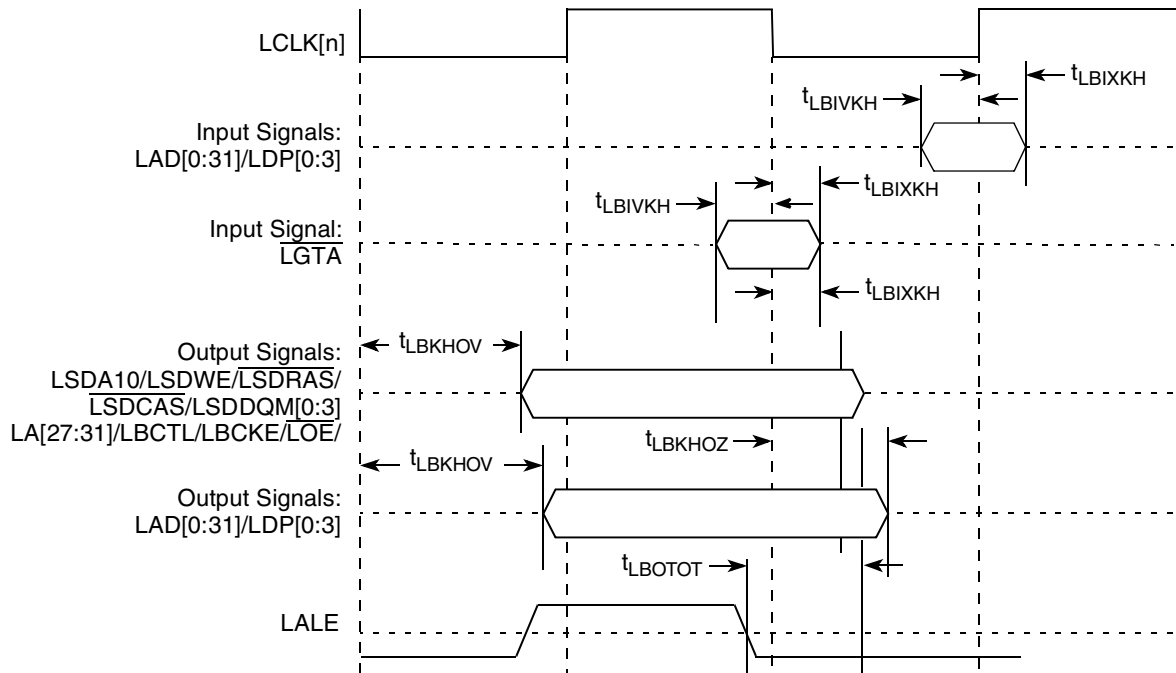 LCLK[n]
tLBIXKH
tLBIVKH
Input Signals:
LAD[0:31]/LDP[0:3]
tLBIXKH
tLBIVKH
Input Signal:
LGTA
tLBIXKH
Output Signals:
tLBKHOV
LSDA10/LSDWE/LSDRAS/
LSDCAS/LSDDQM[0:3]
LA[27:31]/LBCTL/LBCKE/LOE/
tLBKHOZ
tLBKHOV
Output Signals:
LAD[0:31]/LDP[0:3]
tLBOTOT
LALE